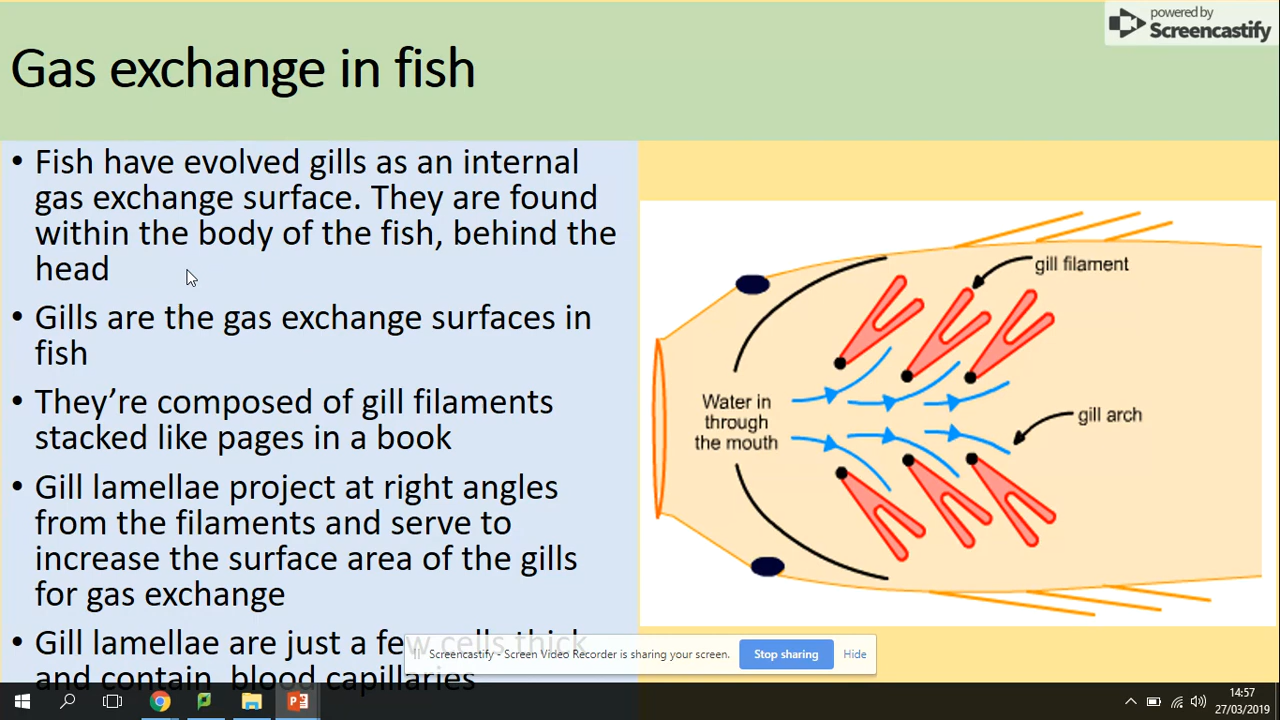 powered by
Screencastify
Gas exchange in fish
• Fish have evolved gills as an internal
gas exchange surface. They are found
within the body of the fish, behind the
head
• Gills are the gas exchange surfaces in
fish
• They’re composed of gill filaments
stacked like pages in a book
• Gill lamellae project at right angles
from the filaments and serve to
increase the surface area of the gills
for gas exchange
• Gill lamellae are just a few cells thick
and contain blood capillaries
gill filament
Water in
through
the mouth
gill arch
Screencastify - Screen Video Recorder is sharing your screen.
Stop sharing
Hide
14:57
27/03/2019